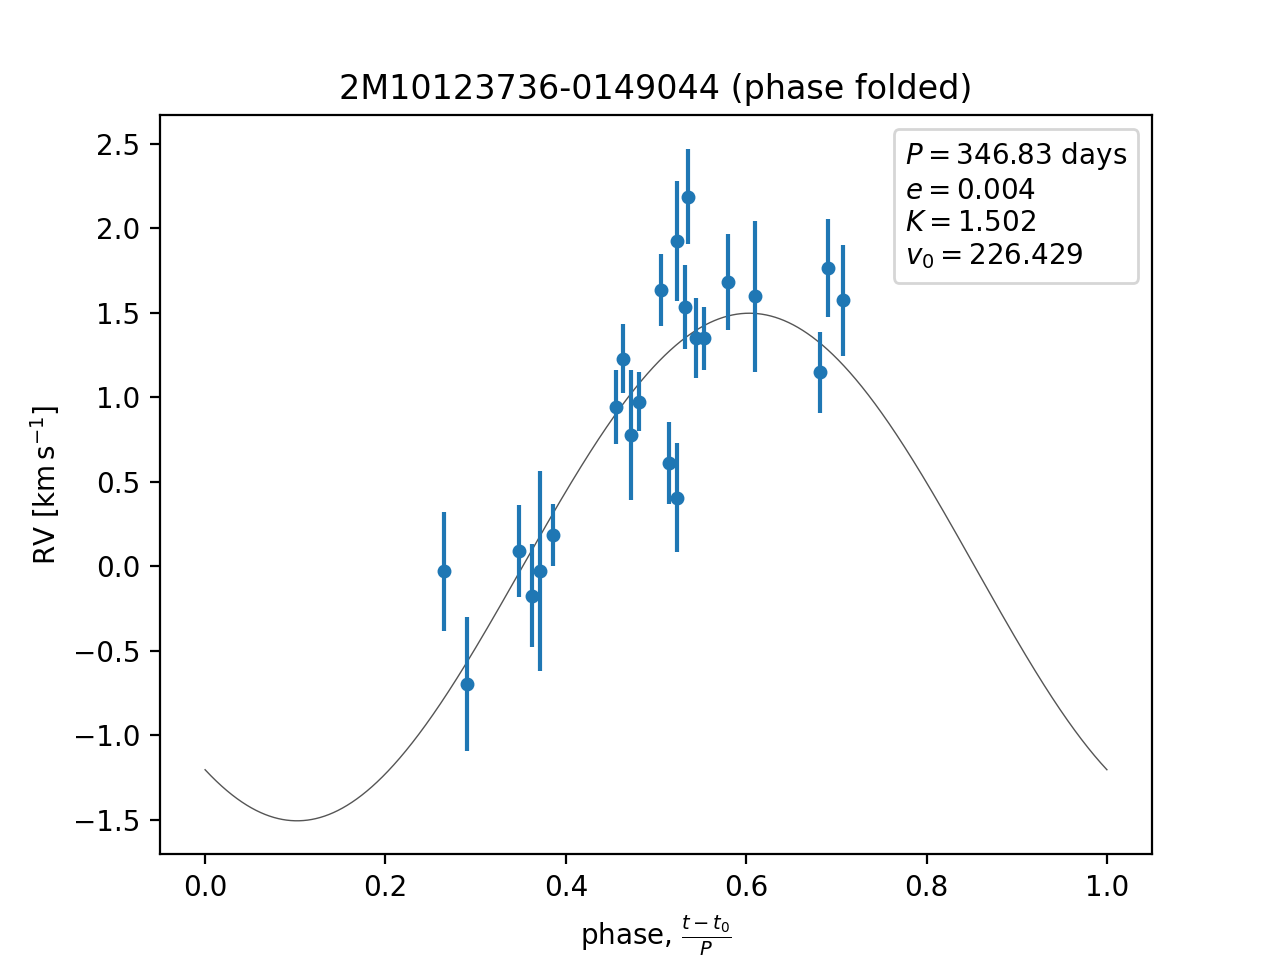 2M10123736-0149044 (phase folded)
P = 346.83 days
e = 0.004
K = 1.502
v₀ = 226.429
RV [km s⁻¹]
2.5
2.0
1.5
1.0
0.5
0.0
−0.5
−1.0
−1.5
0.0 0.2 0.4 0.6 0.8 1.0
phase, (t − t₀)/P